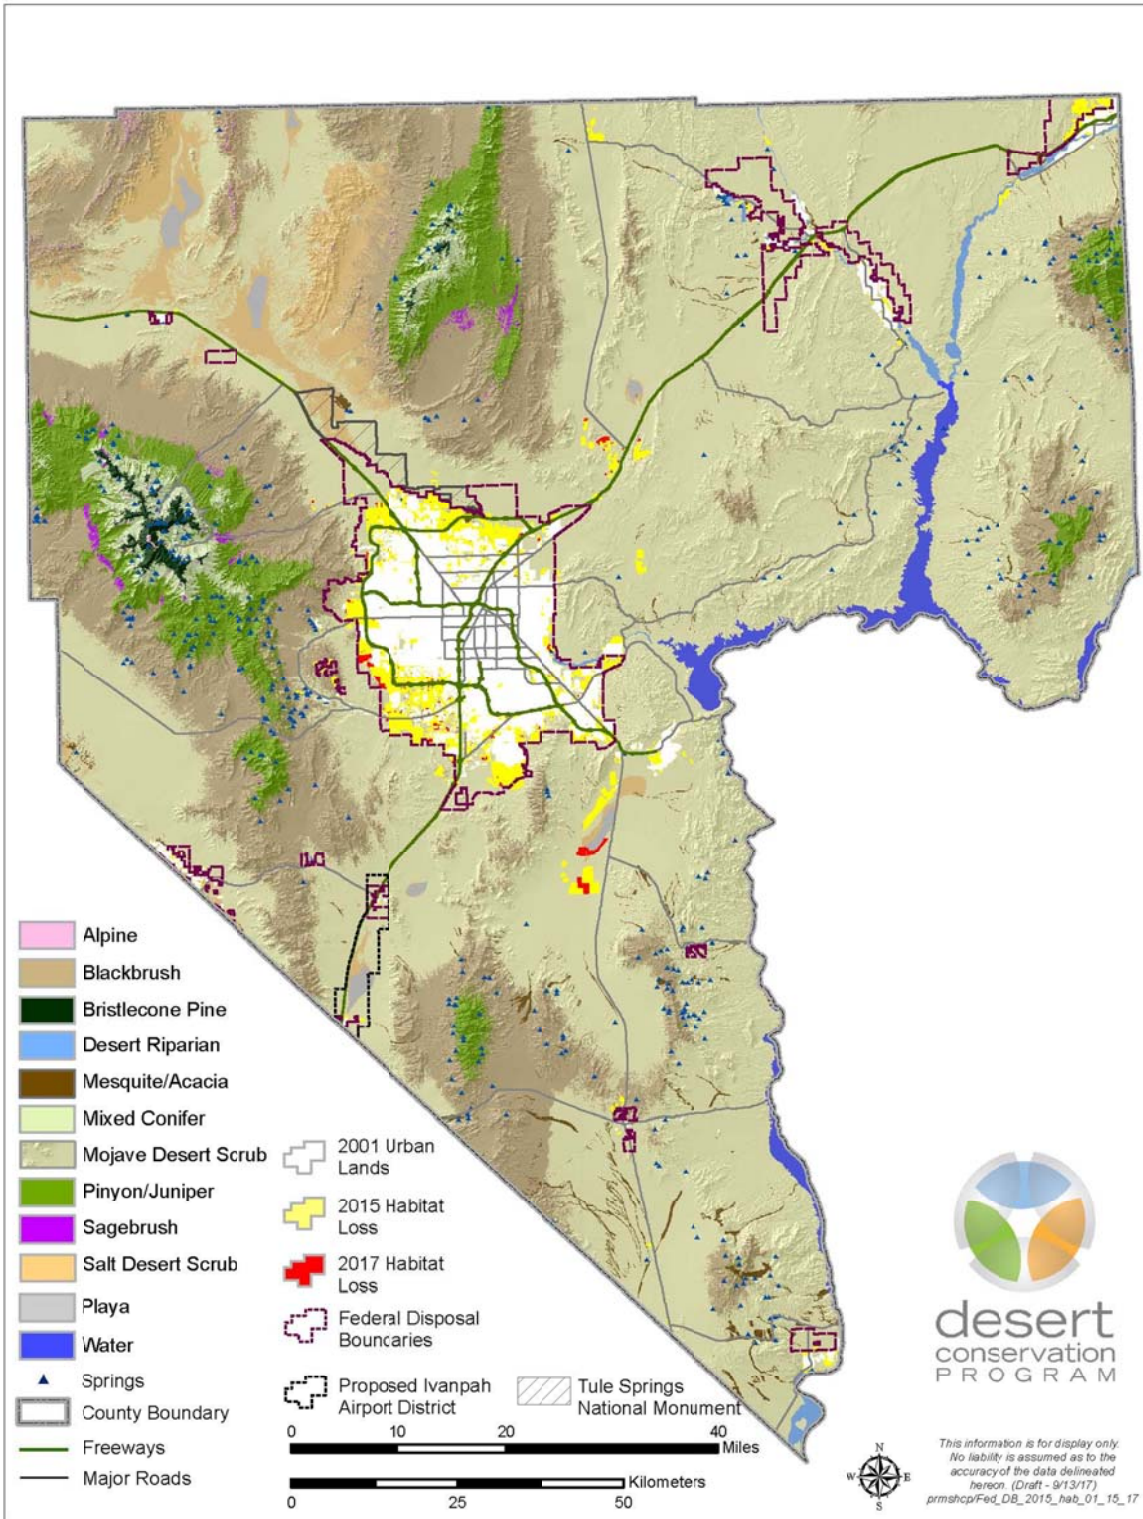 Alpine
Blackbrush
Bristlecone Pine
Desert Riparian
Mesquite/Acacia
Mixed Conifer
Mojave Desert Scrub
Pinyon/Juniper
Sagebrush
Salt Desert Scrub
Playa
Water
Springs
County Boundary
Freeways
Major Roads
2001 Urban
Lands
2015 Habitat
Loss
2017 Habitat
Loss
Federal Disposal
Boundaries
Proposed Ivanpah
Airport District
Tule Springs
National Monument
0 10 20 40
Miles
Kilometers
0 25 50
desert
conservation
PROGRAM
N
W E
S
This information is for display only.
No liability is assumed as to the
accuracy of the data delineated
hereon. (Draft - 9/13/17)
prmshcp/Fed_DB_2015_hab_01_15_17